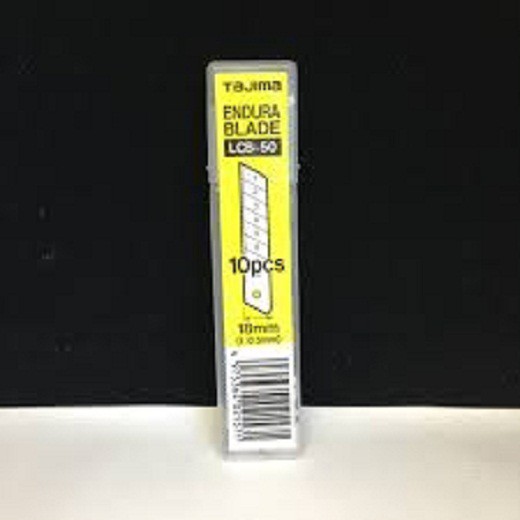 TAJIMA
ENDURA
BLADE
LCB-50
10pcs
18mm